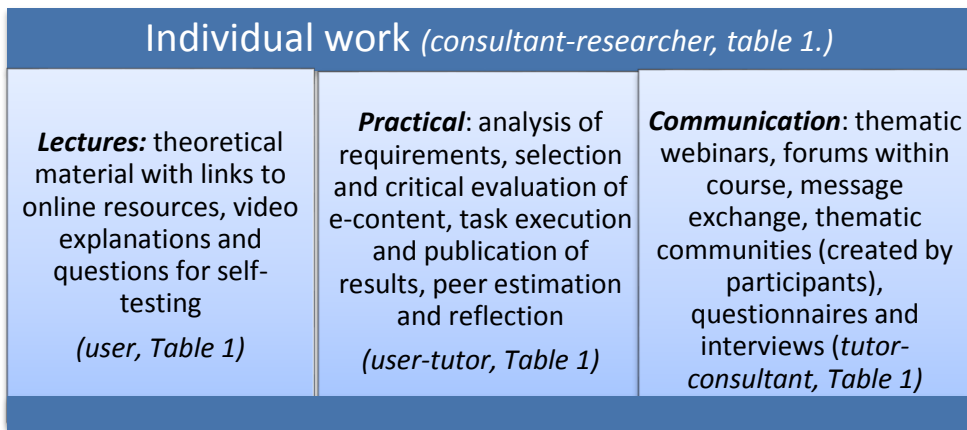 Individual work (consultant-researcher, table 1.)
Lectures: theoretical
material with links to
online resources, video
explanations and
questions for self-
testing
(user, Table 1)
Practical: analysis of
requirements, selection
and critical evaluation of
e-content, task execution
and publication of
results, peer estimation
and reflection
(user-tutor, Table 1)
Communication: thematic
webinars, forums within
course, message
exchange, thematic
communities (created by
participants),
questionnaires and
interviews (tutor-
consultant, Table 1)